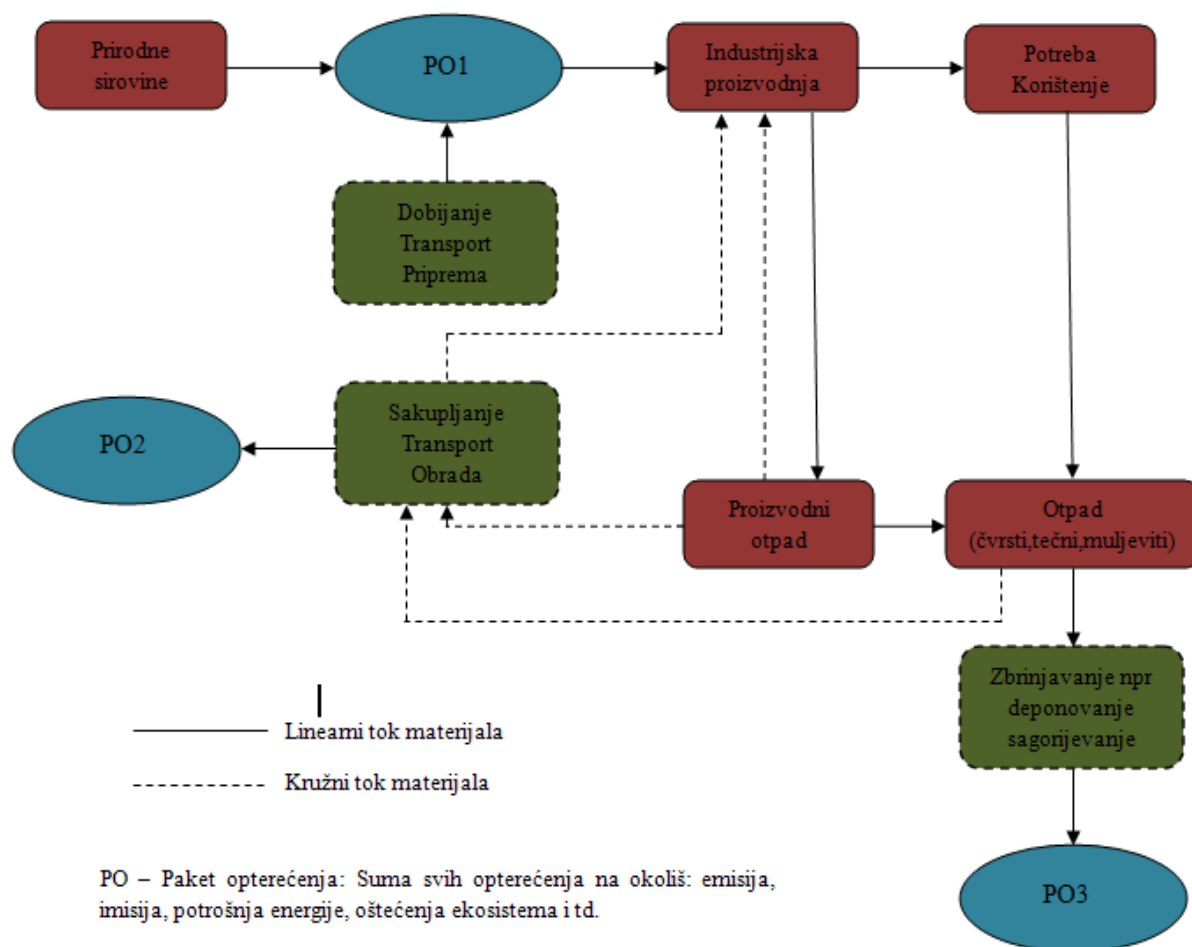 Prirodne
sirovine
PO1
Industrijska
proizvodnja
Potreba
Korištenje
Dobijanje
Transport
Priprema
PO2
Sakupljanje
Transport
Obrada
Proizvodni
otpad
Otpad
(čvrsti,tečni,muljeviti)
Zbrinjavanje npr
deponovanje
sagorijevanje
Linearni tok materijala
Kružni tok materijala
PO3
PO – Paket opterećenja: Suma svih opterećenja na okoliš: emisija,
imisija, potrošnja energije, oštećenja ekosistema i td.